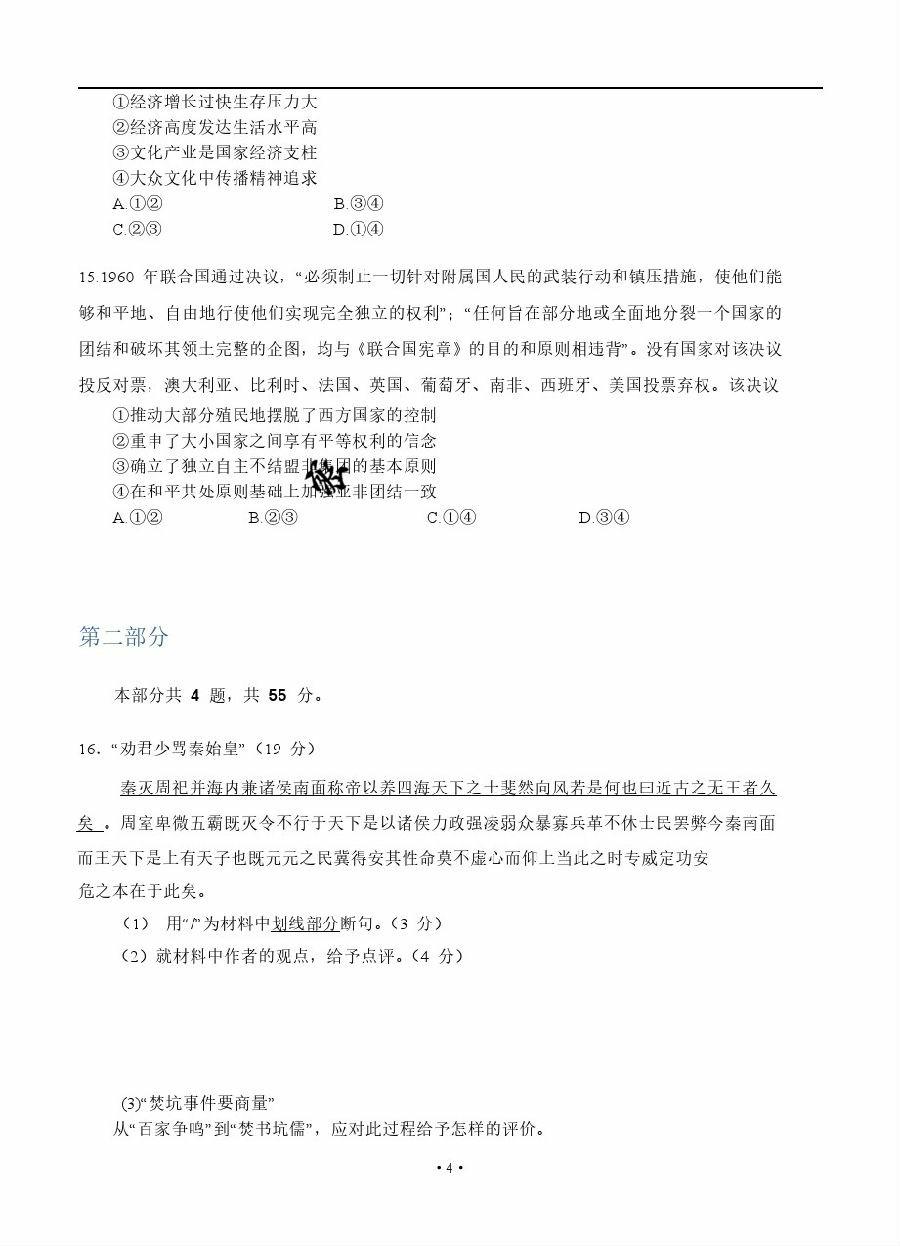 ①经济增长过快生存压力大
②经济高度发达生活水平高
③文化产业是国家经济支柱
④大众文化中传播精神追求
A.①② B.③④
C.②③ D.①④
15.1960 年联合国通过决议，“必须制止一切针对附属国人民的武装行动和镇压措施，使他们能
够和平地、自由地行使他们实现完全独立的权利”；“任何旨在部分地或全面地分裂一个国家的
团结和破坏其领土完整的企图，均与《联合国宪章》的目的和原则相违背”。没有国家对该决议
投反对票，澳大利亚、比利时、法国、英国、葡萄牙、南非、西班牙、美国投票弃权。该决议
①推动大部分殖民地摆脱了西方国家的控制
②重申了大小国家之间享有平等权利的信念
③确立了独立自主不结盟非集团的基本原则
④在和平共处原则基础上加强亚非团结一致
A.①② B.②③ C.①④ D.③④
第二部分
本部分共 4 题，共 55 分。
16．“劝君少骂秦始皇”（19 分）
秦灭周祀并海内兼诸侯南面称帝以养四海天下之士斐然向风若是何也曰近古之无王者久
矣 。周室卑微五霸既灭令不行于天下是以诸侯力政强凌弱众暴寡兵革不休士民罢弊今秦南面
而王天下是上有天子也既元元之民冀得安其性命莫不虚心而仰上当此之时专威定功安
危之本在于此矣。
（1） 用“/”为材料中划线部分断句。（3 分）
（2）就材料中作者的观点，给予点评。（4 分）
(3)“焚坑事件要商量”
从“百家争鸣”到“焚书坑儒”，应对此过程给予怎样的评价。
• 4 •